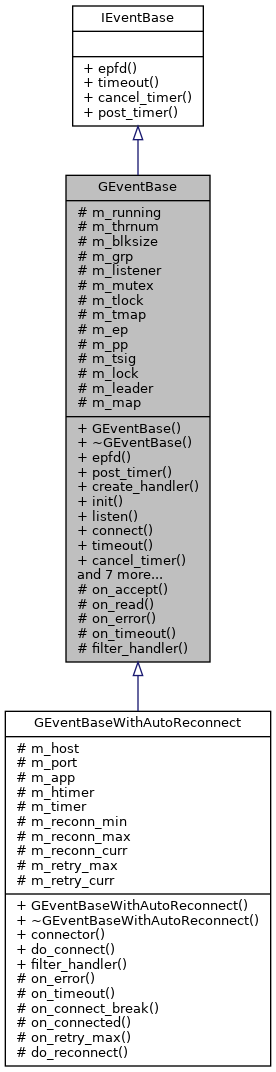 IEventBase
+ epfd()
+ timeout()
+ cancel_timer()
+ post_timer()
GEventBase
# m_running
# m_thrnum
# m_blksize
# m_grp
# m_listener
# m_mutex
# m_tlock
# m_tmap
# m_ep
# m_pp
# m_tsig
# m_lock
# m_leader
# m_map
+ GEventBase()
+ ~GEventBase()
+ epfd()
+ post_timer()
+ create_handler()
+ init()
+ listen()
+ connect()
+ timeout()
+ cancel_timer()
and 7 more...
# on_accept()
# on_read()
# on_error()
# on_timeout()
# filter_handler()
GEventBaseWithAutoReconnect
# m_host
# m_port
# m_app
# m_htimer
# m_timer
# m_reconn_min
# m_reconn_max
# m_reconn_curr
# m_retry_max
# m_retry_curr
+ GEventBaseWithAutoReconnect()
+ ~GEventBaseWithAutoReconnect()
+ connector()
+ do_connect()
+ filter_handler()
# on_error()
# on_timeout()
# on_connect_break()
# on_connected()
# on_retry_max()
# do_reconnect()